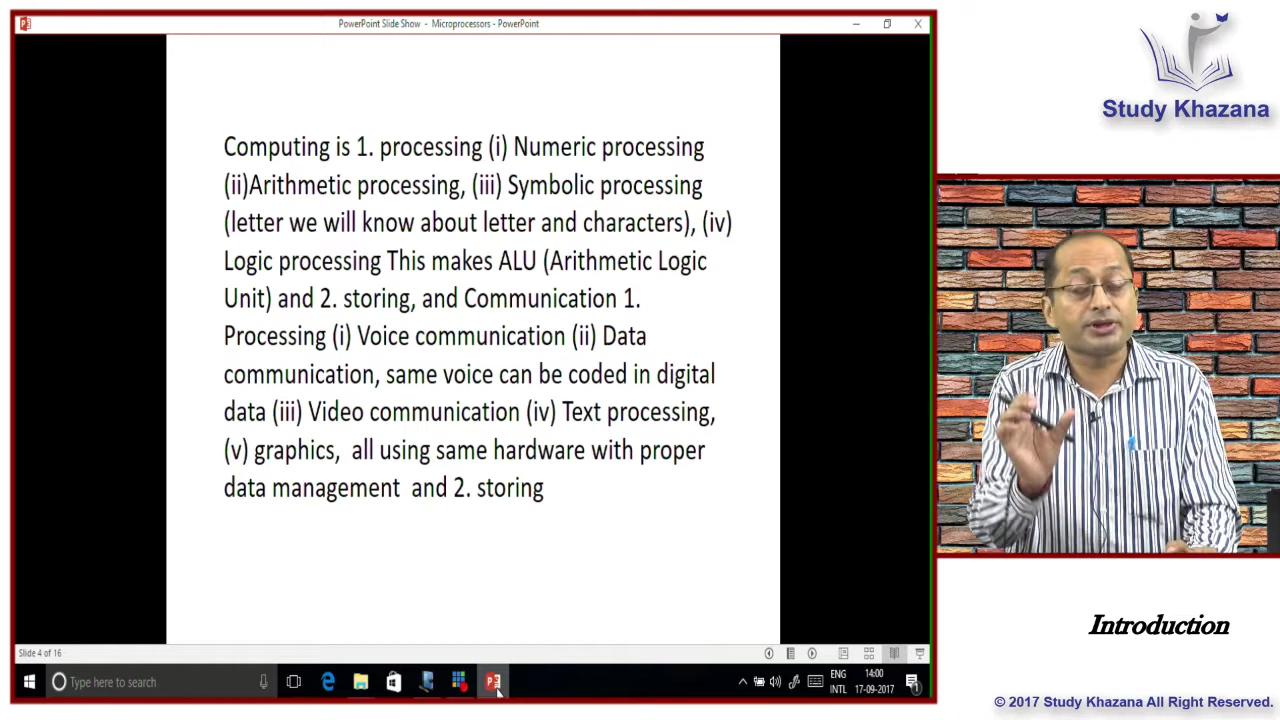 PowerPoint Slide Show - Microprocessors - PowerPoint
Study Khazana
Computing is 1. processing (i) Numeric processing
(ii)Arithmetic processing, (iii) Symbolic processing
(letter we will know about letter and characters), (iv)
Logic processing This makes ALU (Arithmetic Logic
Unit) and 2. storing, and Communication 1.
Processing (i) Voice communication (ii) Data
communication, same voice can be coded in digital
data (iii) Video communication (iv) Text processing,
(v) graphics, all using same hardware with proper
data management and 2. storing
Introduction
Slide 4 of 16
Type here to search
ENG
INTL
14:00
17-09-2017
1
© 2017 Study Khazana All Right Reserved.